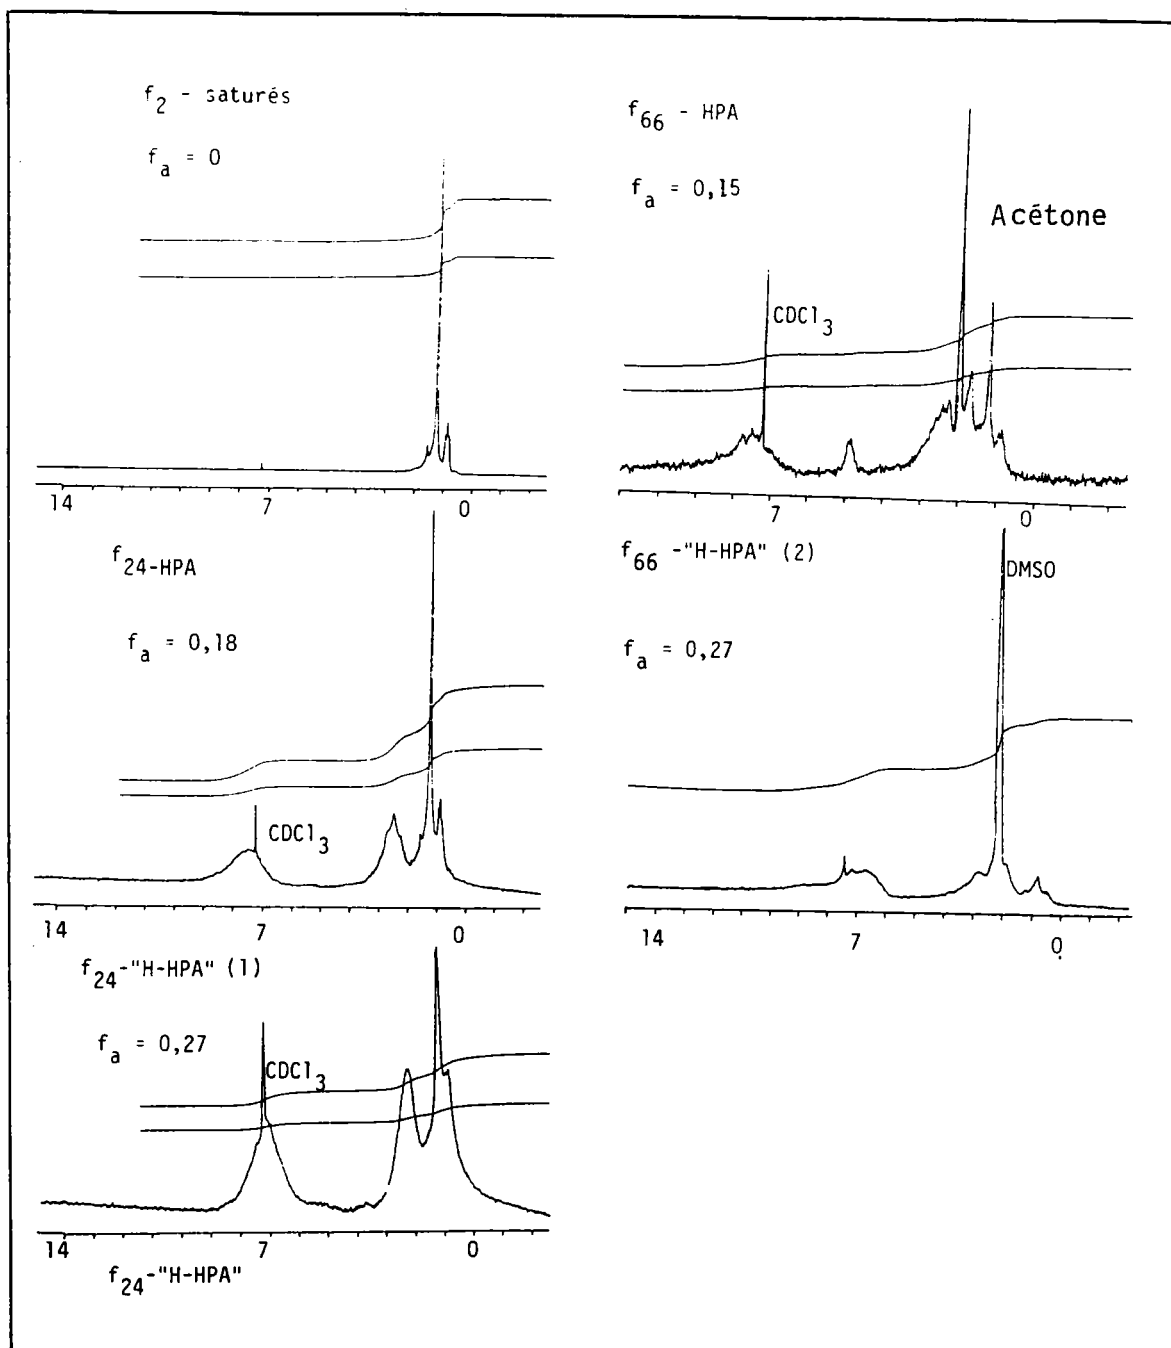 f2 - saturés
fa = 0
14 7 0
f66 - HPA
fa = 0,15
Acétone
CDCl3
7 0
f24-HPA
fa = 0,18
CDCl3
14 7 0
f66 -"H-HPA" (2)
DMSO
fa = 0,27
14 7 0
f24-"H-HPA" (1)
fa = 0,27
CDCl3
14 7 0
f24-"H-HPA"